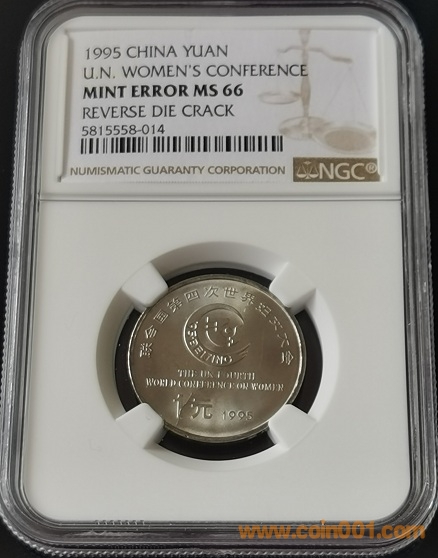 1995 CHINA YUAN
U.N. WOMEN'S CONFERENCE
MINT ERROR MS 66
REVERSE DIE CRACK
5815558-014
NUMISMATIC GUARANTY CORPORATION
NGC®
联合国第四次世界妇女大会
95BEIJING
THE UN FOURTH
WORLD CONFERENCE ON WOMEN
1元 1995
www.coin001.com